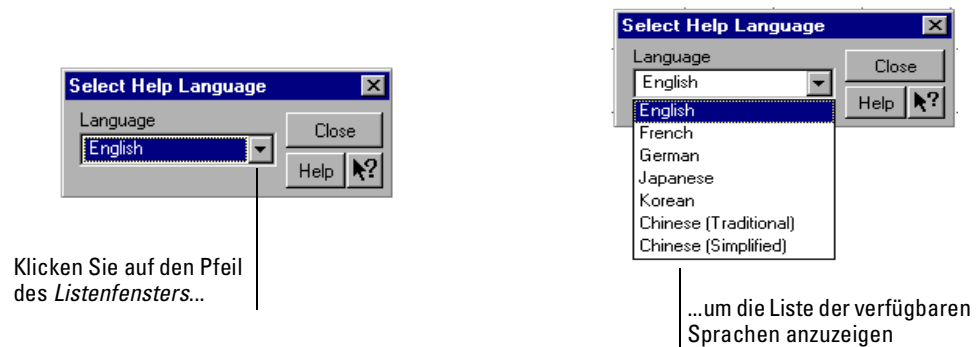 Select Help Language
Language
English
Close
Help
?
Klicken Sie auf den Pfeil
des Listenfensters...
Select Help Language
Language
English
Close
Help
?
English
French
German
Japanese
Korean
Chinese (Traditional)
Chinese (Simplified)
...um die Liste der verfügbaren
Sprachen anzuzeigen